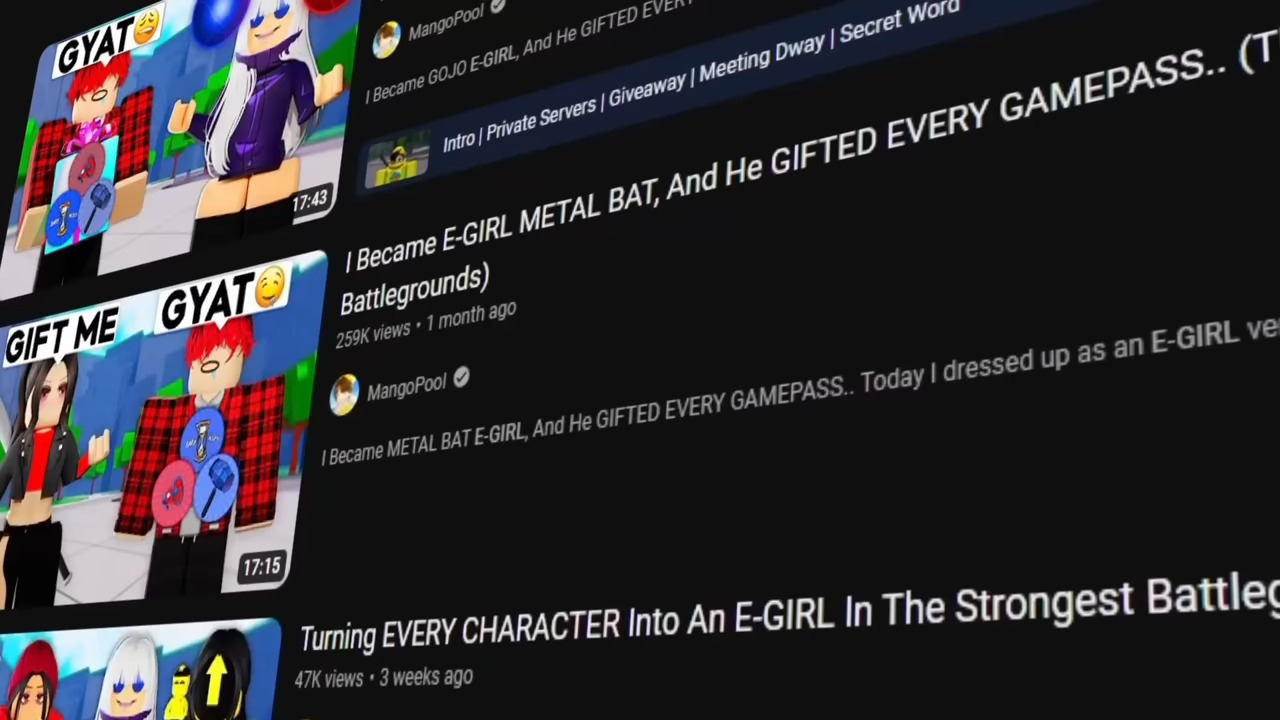 GYAT
17:43
MangoPool
I Became GOJO E-GIRL, And He GIFTED EVERY
Intro | Private Servers | Giveaway | Meeting Dway | Secret Word
GIFT ME
GYAT
17:15
I Became E-GIRL METAL BAT, And He GIFTED EVERY GAMEPASS.. (T
Battlegrounds)
259K views • 1 month ago
MangoPool
I Became METAL BAT E-GIRL, And He GIFTED EVERY GAMEPASS.. Today I dressed up as an E-GIRL ve
Turning EVERY CHARACTER Into An E-GIRL In The Strongest Battleg
47K views • 3 weeks ago